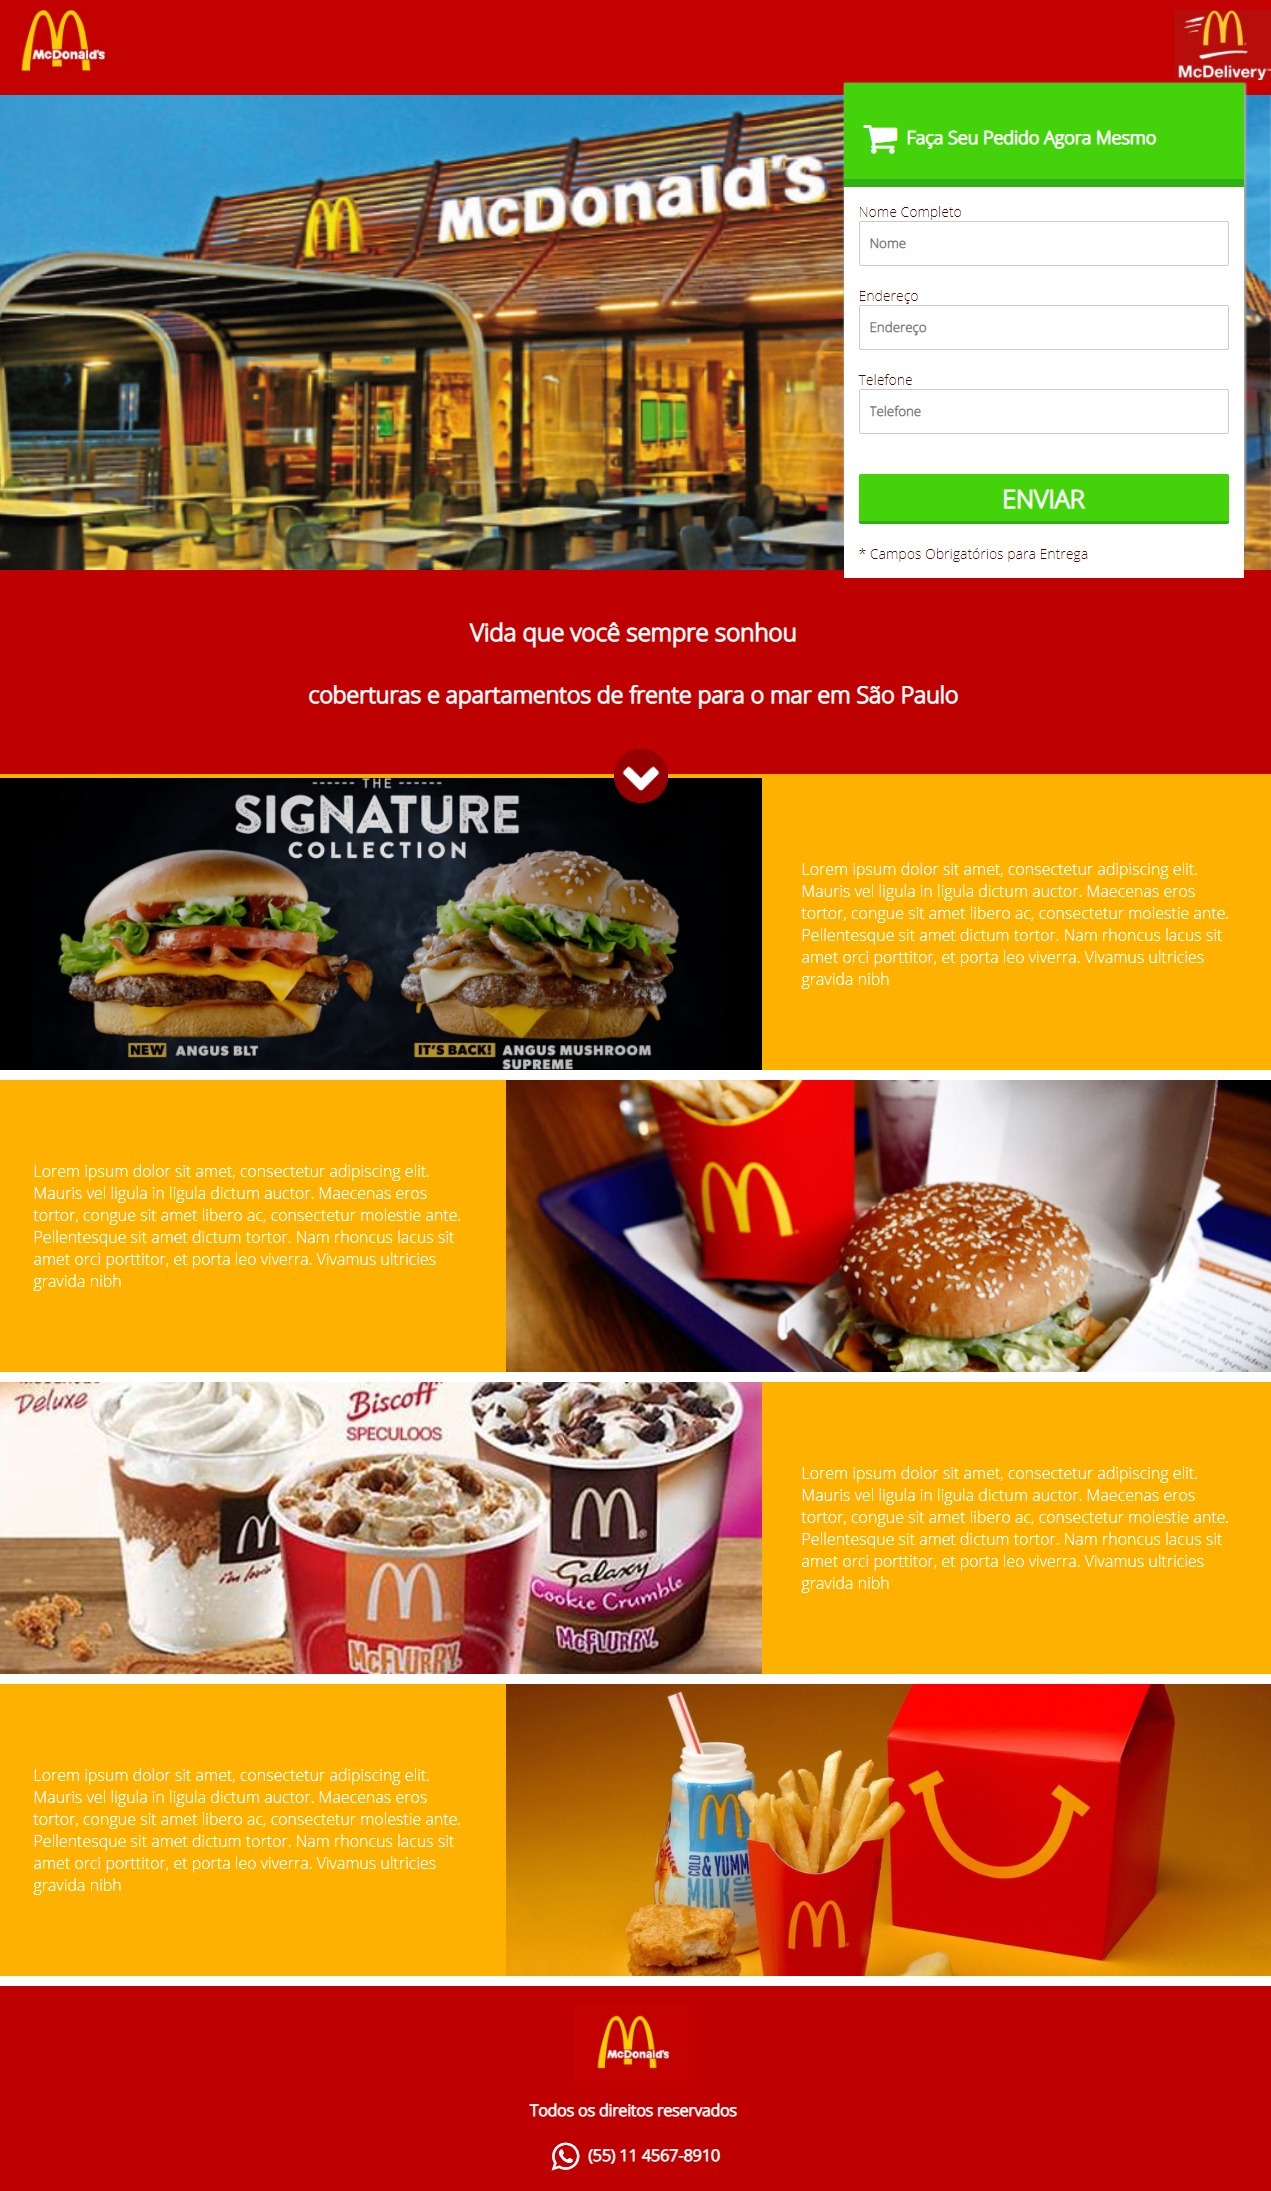 McDonald's
McDelivery
McDonald's
Faça Seu Pedido Agora Mesmo
Nome Completo
Nome
Endereço
Endereço
Telefone
Telefone
ENVIAR
* Campos Obrigatórios para Entrega
Vida que você sempre sonhou
coberturas e apartamentos de frente para o mar em São Paulo
THE
SIGNATURE
COLLECTION
NEW ANGUS BLT
IT'S BACK! ANGUS MUSHROOM
SUPREME
Lorem ipsum dolor sit amet, consectetur adipiscing elit.
Mauris vel ligula in ligula dictum auctor. Maecenas eros
tortor, congue sit amet libero ac, consectetur molestie ante.
Pellentesque sit amet dictum tortor. Nam rhoncus lacus sit
amet orci porttitor, et porta leo viverra. Vivamus ultricies
gravida nibh
Lorem ipsum dolor sit amet, consectetur adipiscing elit.
Mauris vel ligula in ligula dictum auctor. Maecenas eros
tortor, congue sit amet libero ac, consectetur molestie ante.
Pellentesque sit amet dictum tortor. Nam rhoncus lacus sit
amet orci porttitor, et porta leo viverra. Vivamus ultricies
gravida nibh
Deluxe
Biscoff
SPECULOOS
i'm lovin'
McFLURRY
Galaxy
Cookie Crumble
McFLURRY
Lorem ipsum dolor sit amet, consectetur adipiscing elit.
Mauris vel ligula in ligula dictum auctor. Maecenas eros
tortor, congue sit amet libero ac, consectetur molestie ante.
Pellentesque sit amet dictum tortor. Nam rhoncus lacus sit
amet orci porttitor, et porta leo viverra. Vivamus ultricies
gravida nibh
Lorem ipsum dolor sit amet, consectetur adipiscing elit.
Mauris vel ligula in ligula dictum auctor. Maecenas eros
tortor, congue sit amet libero ac, consectetur molestie ante.
Pellentesque sit amet dictum tortor. Nam rhoncus lacus sit
amet orci porttitor, et porta leo viverra. Vivamus ultricies
gravida nibh
COLD & YUMM
MILK
McDonald's
Todos os direitos reservados
(55) 11 4567-8910